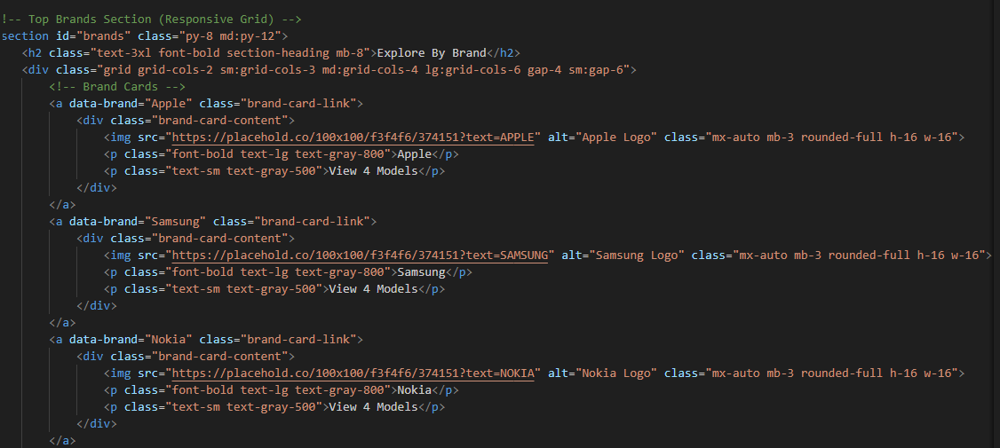 !-- Top Brands Section (Responsive Grid) -->
section id="brands" class="py-8 md:py-12">
<h2 class="text-3xl font-bold section-heading mb-8">Explore By Brand</h2>
<div class="grid grid-cols-2 sm:grid-cols-3 md:grid-cols-4 lg:grid-cols-6 gap-4 sm:gap-6">
<!-- Brand Cards -->
<a data-brand="Apple" class="brand-card-link">
<div class="brand-card-content">
<img src="https://placehold.co/100x100/f3f4f6/374151?text=APPLE" alt="Apple Logo" class="mx-auto mb-3 rounded-full h-16 w-16">
<p class="font-bold text-lg text-gray-800">Apple</p>
<p class="text-sm text-gray-500">View 4 Models</p>
</div>
</a>
<a data-brand="Samsung" class="brand-card-link">
<div class="brand-card-content">
<img src="https://placehold.co/100x100/f3f4f6/374151?text=SAMSUNG" alt="Samsung Logo" class="mx-auto mb-3 rounded-full h-16 w-16">
<p class="font-bold text-lg text-gray-800">Samsung</p>
<p class="text-sm text-gray-500">View 4 Models</p>
</div>
</a>
<a data-brand="Nokia" class="brand-card-link">
<div class="brand-card-content">
<img src="https://placehold.co/100x100/f3f4f6/374151?text=NOKIA" alt="Nokia Logo" class="mx-auto mb-3 rounded-full h-16 w-16">
<p class="font-bold text-lg text-gray-800">Nokia</p>
<p class="text-sm text-gray-500">View 4 Models</p>
</div>
</a>